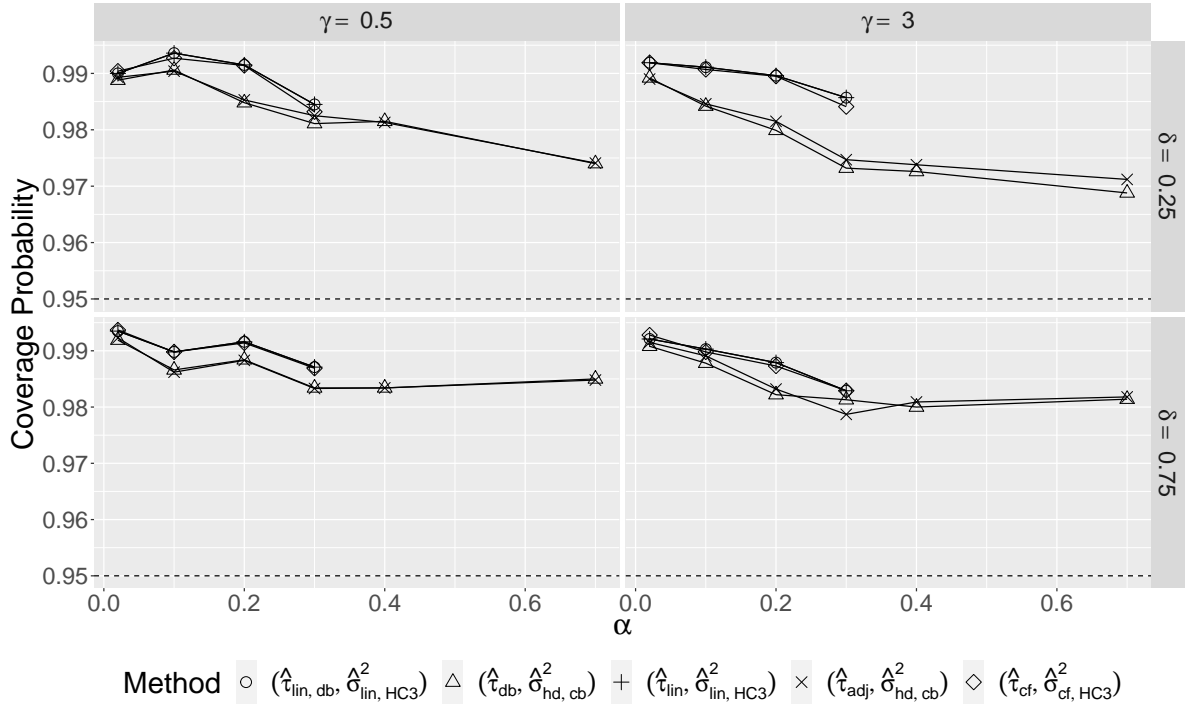 γ = 0.5
γ = 3
Coverage Probability
0.99
0.98
0.97
0.96
0.95
δ = 0.25
0.99
0.98
0.97
0.96
0.95
δ = 0.75
0.0 0.2 0.4 0.6
0.0 0.2 0.4 0.6
α
Method (τ̂lin, db, σ̂²lin, HC3) (τ̂db, σ̂²hd, cb) (τ̂lin, σ̂²lin, HC3) (τ̂adj, σ̂²hd, cb) (τ̂cf, σ̂²cf, HC3)